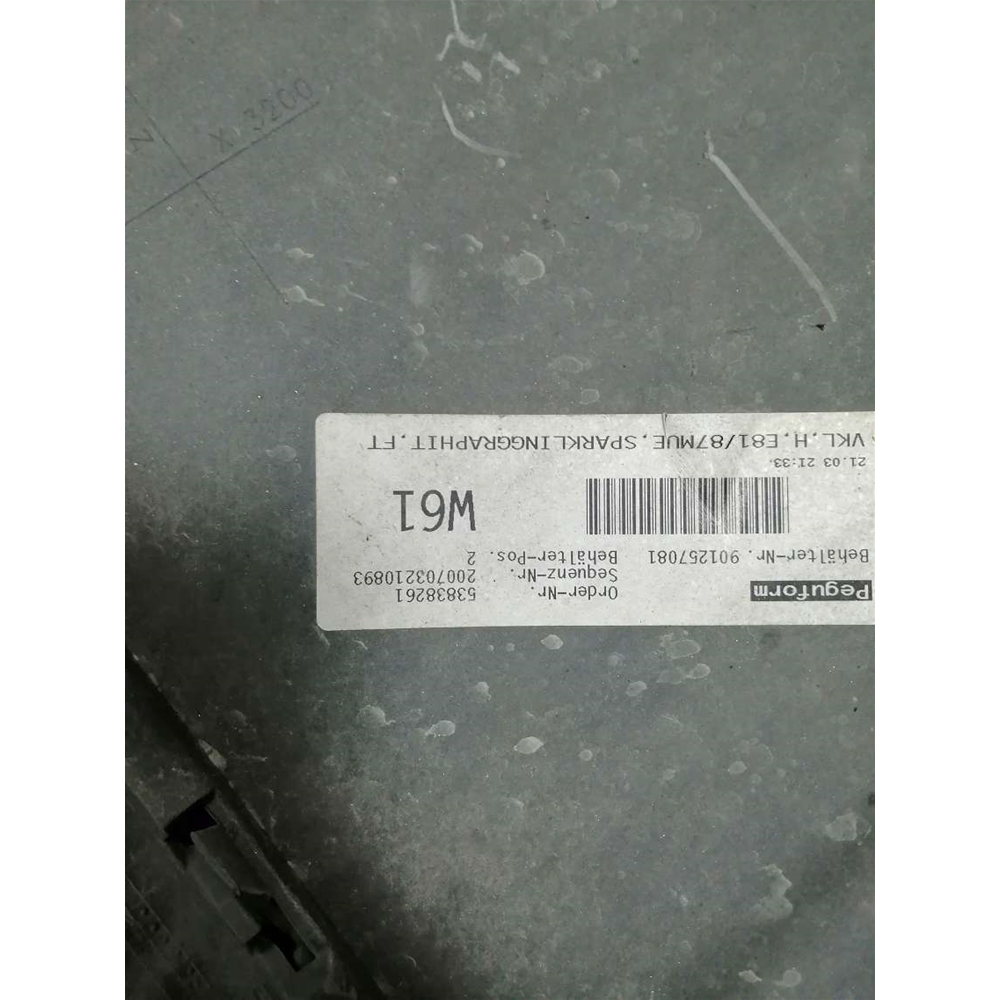 Peguform
Order-Nr. 53838261
Sequenz-Nr. 200703210893
Behälter-Nr. 901257081
Behälter-Pos. 2
W61
21.03 21:33
VKL,H,E81/87MUE,SPARKLINGGRAPHIT,FT
X 3200
N